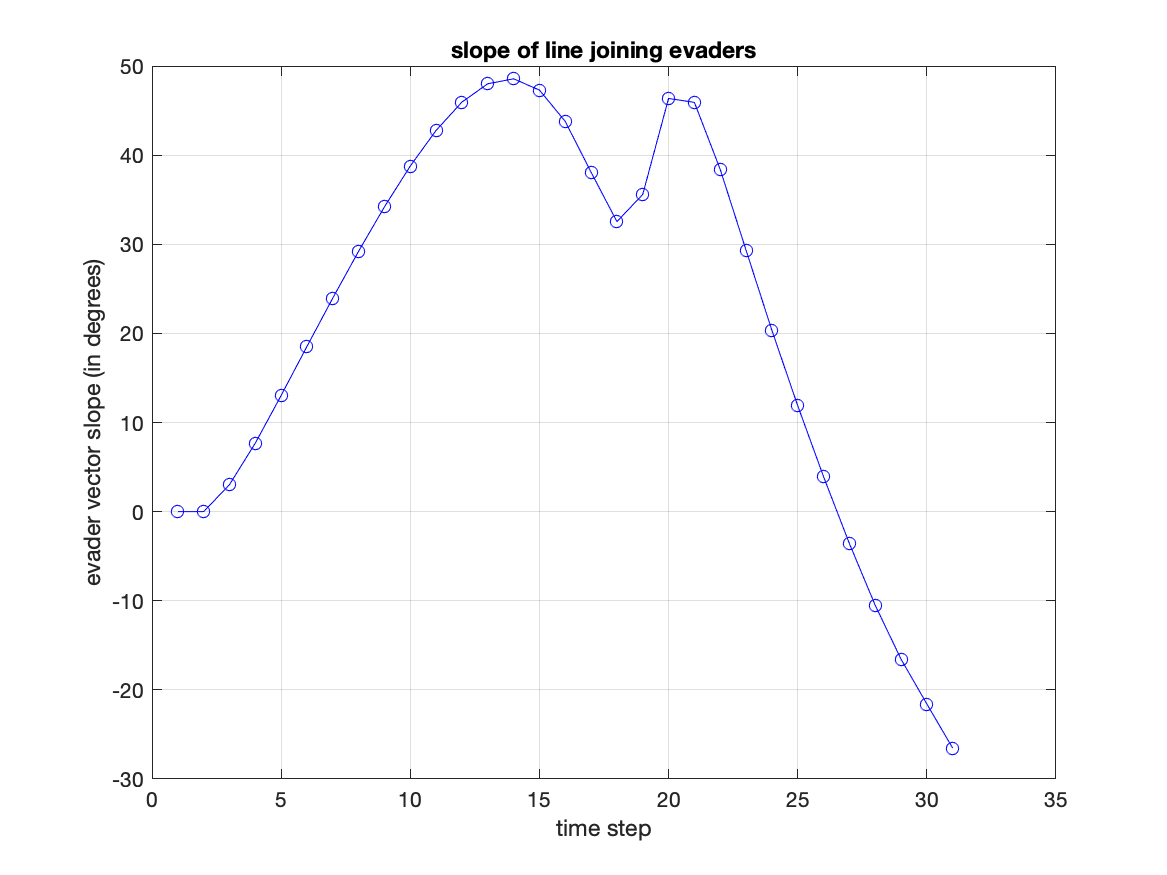 slope of line joining evaders
50
40
30
20
10
0
-10
-20
-30
evader vector slope (in degrees)
0 5 10 15 20 25 30 35
time step